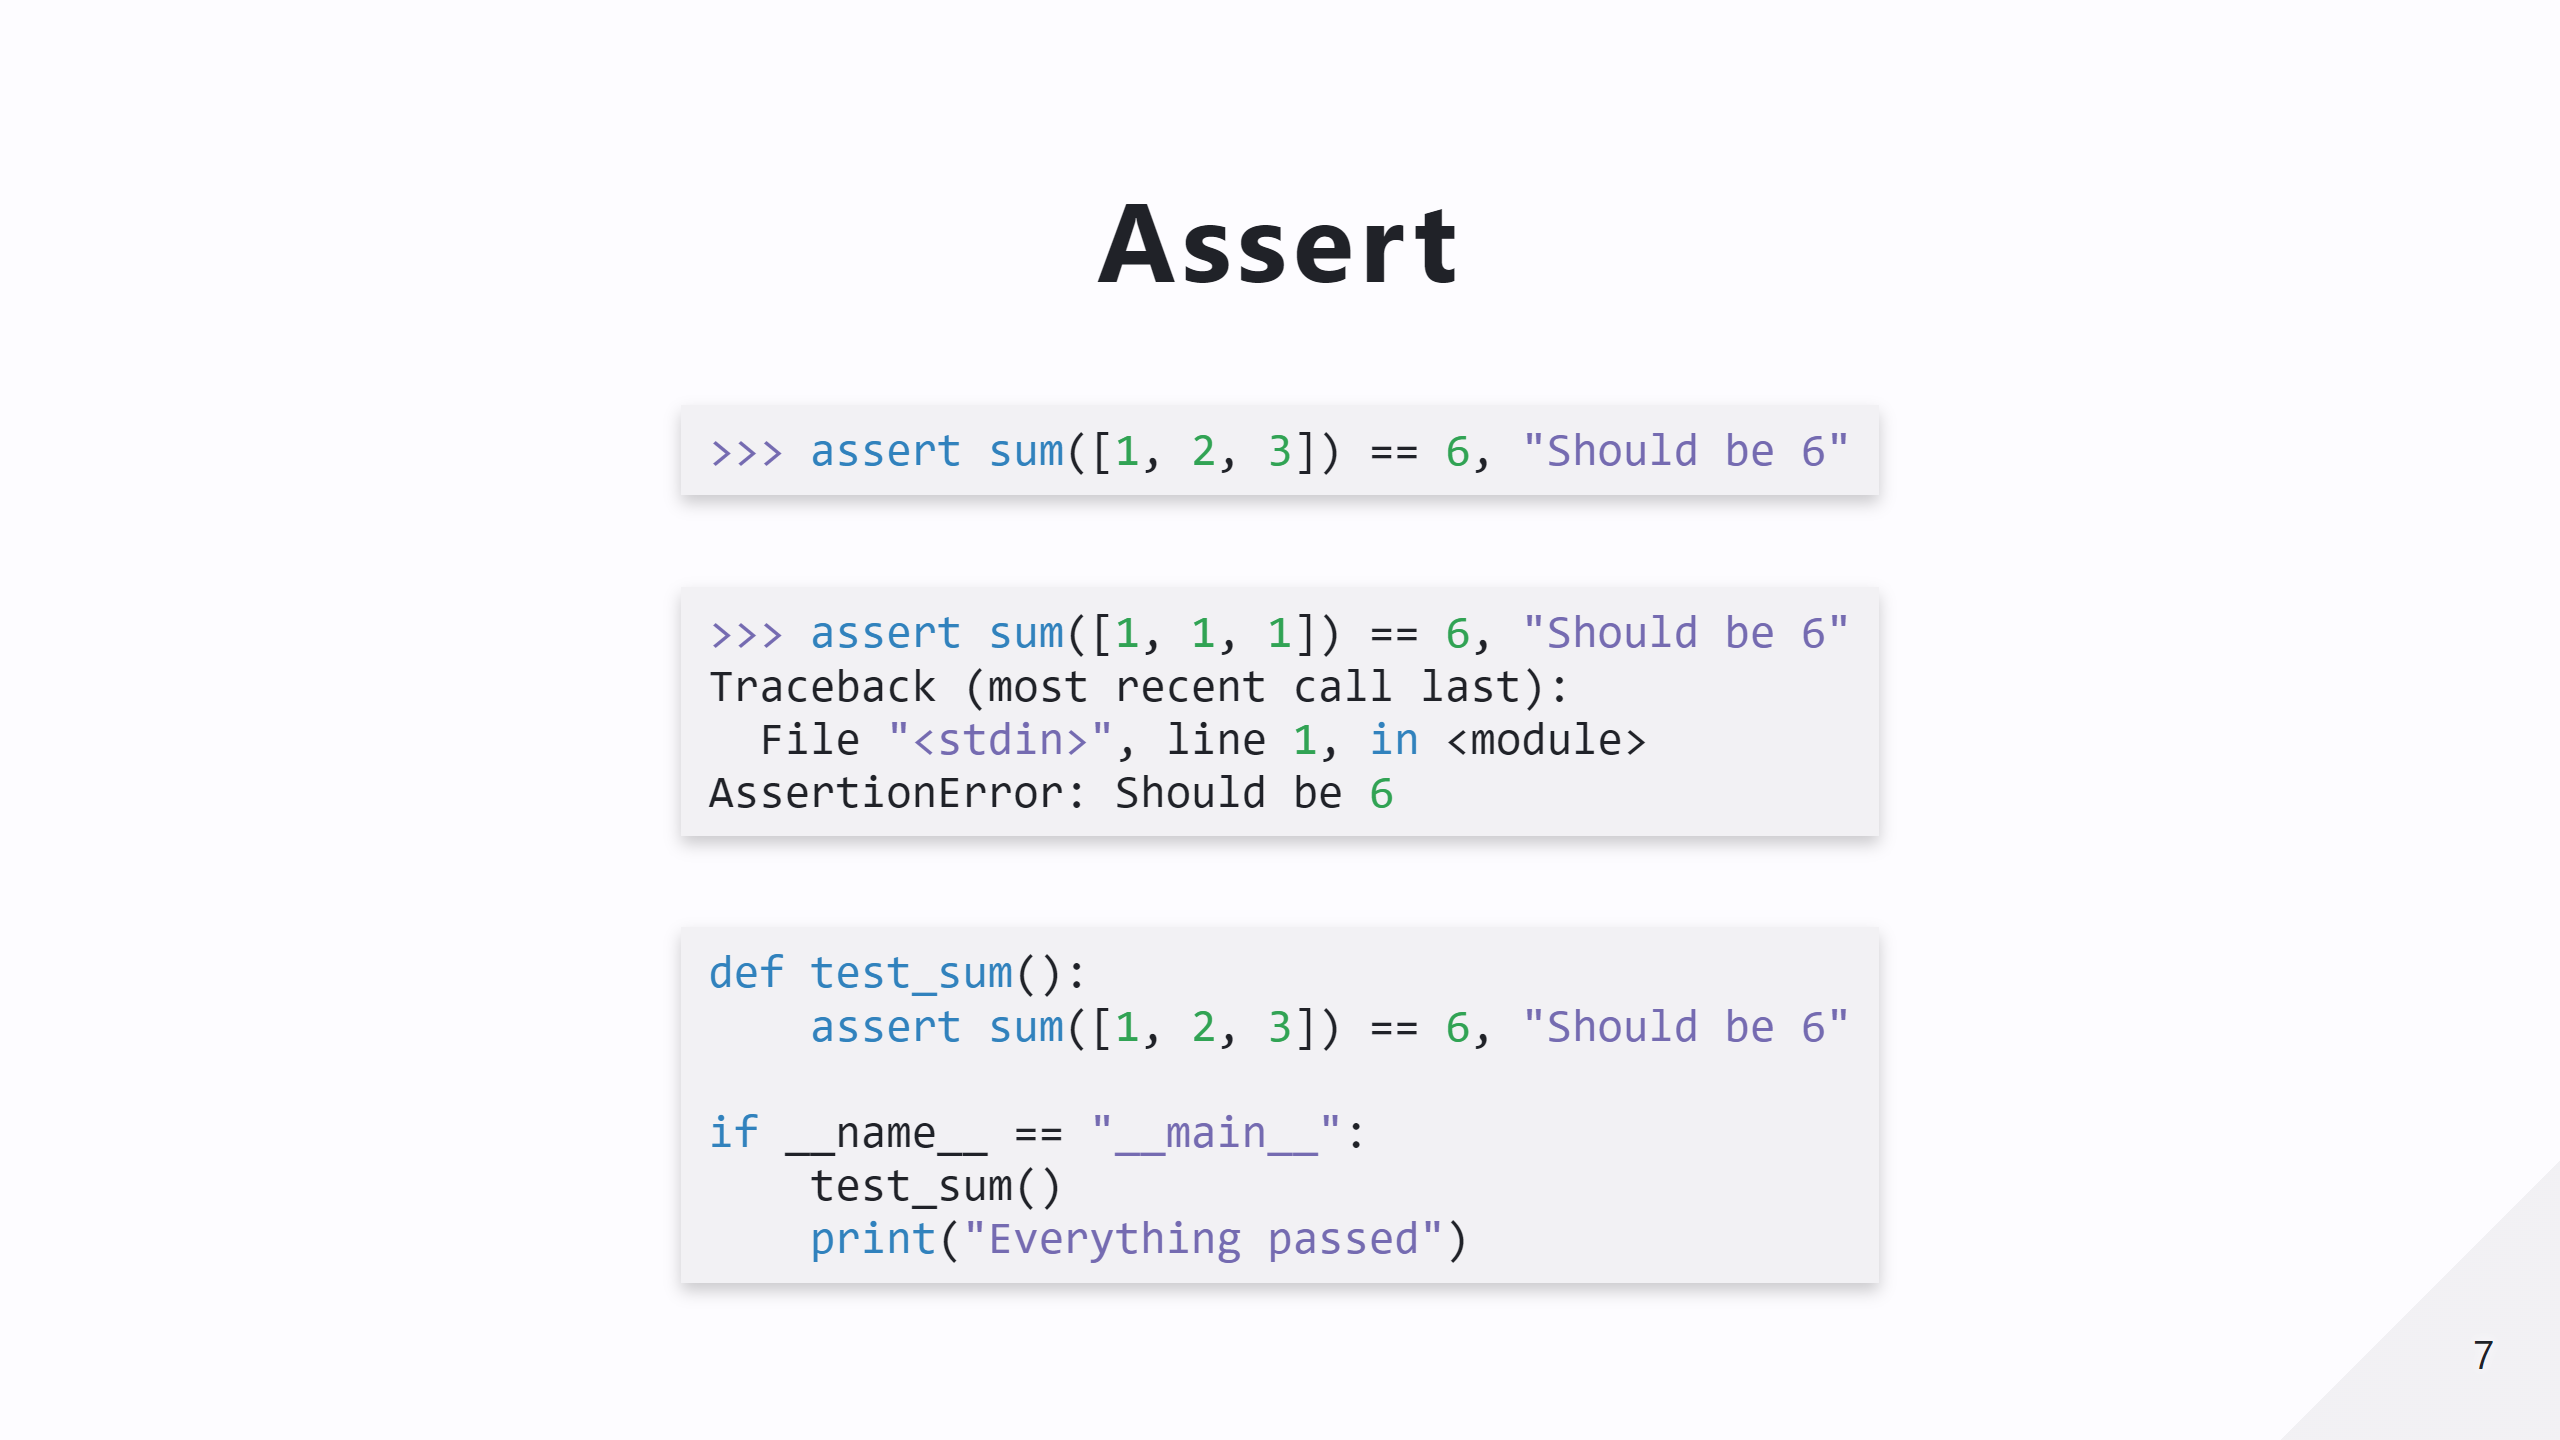 Assert
>>> assert sum([1, 2, 3]) == 6, "Should be 6"
>>> assert sum([1, 1, 1]) == 6, "Should be 6"
Traceback (most recent call last):
  File "<stdin>", line 1, in <module>
AssertionError: Should be 6
def test_sum():
    assert sum([1, 2, 3]) == 6, "Should be 6"
if __name__ == "__main__":
    test_sum()
    print("Everything passed")
7